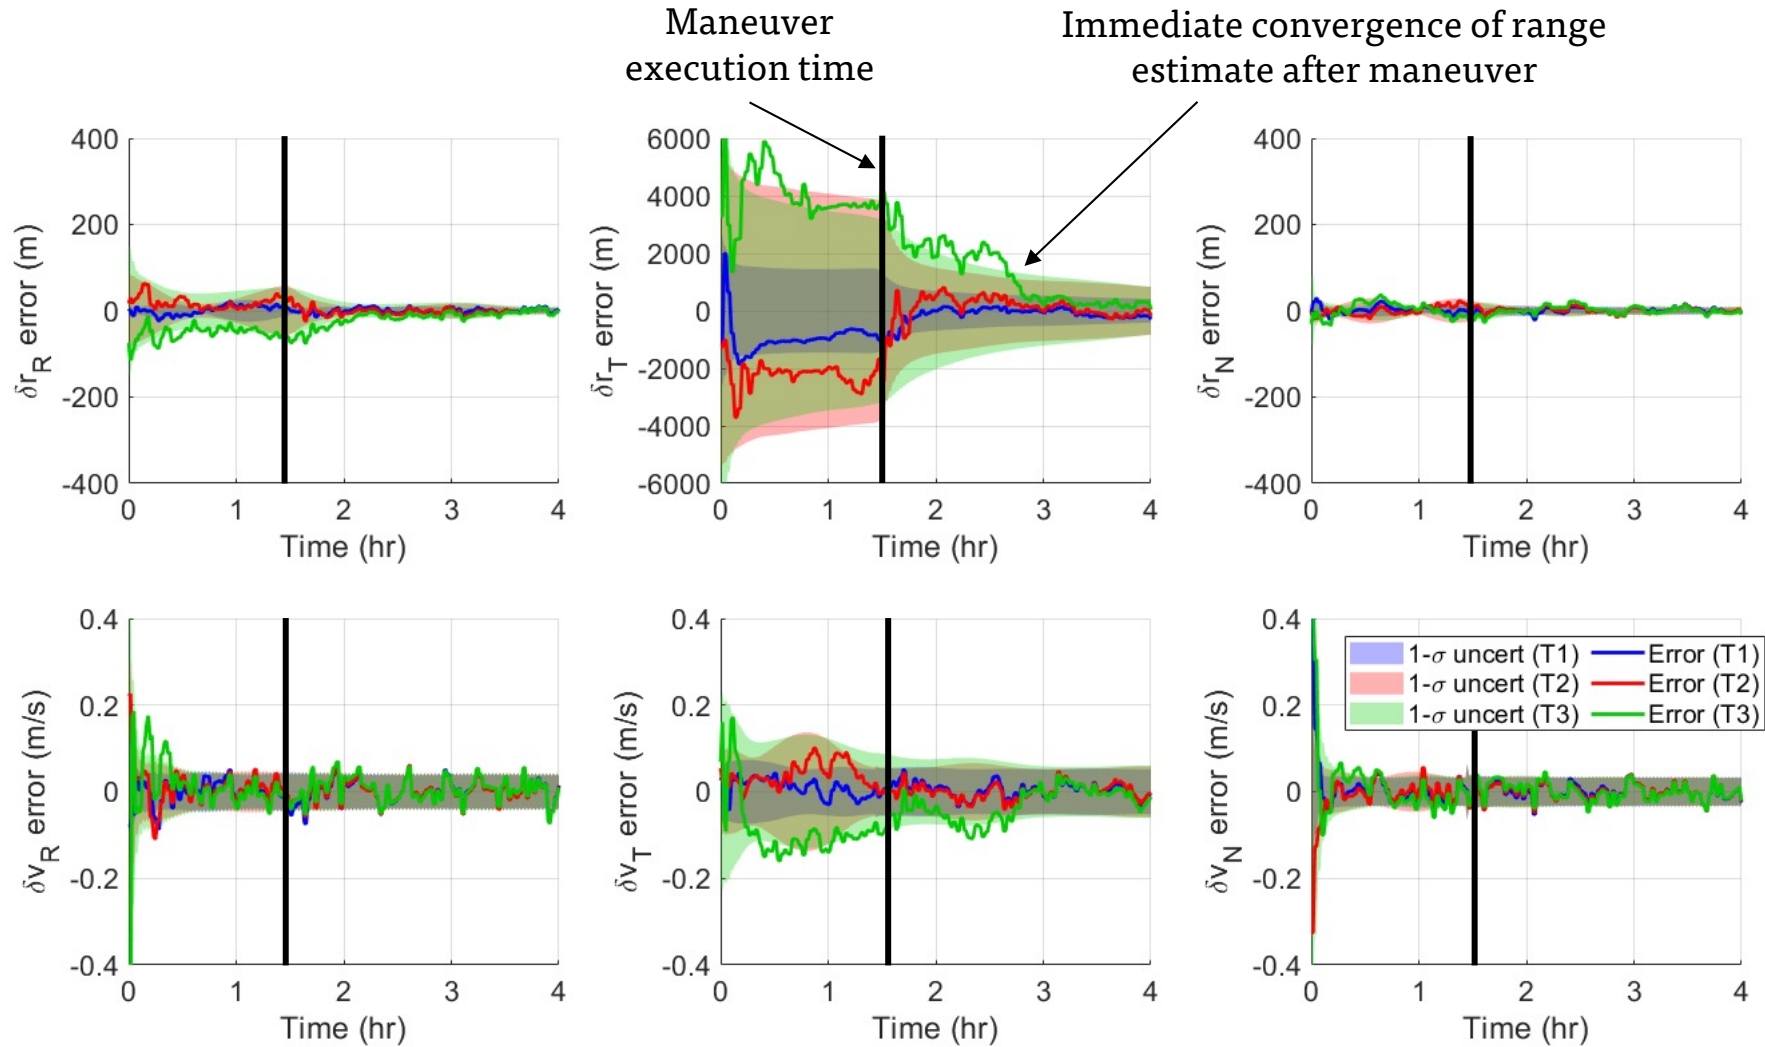 Maneuver
execution time
Immediate convergence of range
estimate after maneuver
400
200
0
-200
-400
δr_R error (m)
0 1 2 3 4
Time (hr)
6000
4000
2000
0
-2000
-4000
-6000
δr_T error (m)
0 1 2 3 4
Time (hr)
400
200
0
-200
-400
δr_N error (m)
0 1 2 3 4
Time (hr)
0.4
0.2
0
-0.2
-0.4
δv_R error (m/s)
0 1 2 3 4
Time (hr)
0.4
0.2
0
-0.2
-0.4
δv_T error (m/s)
0 1 2 3 4
Time (hr)
0.4
0.2
0
-0.2
-0.4
δv_N error (m/s)
0 1 2 3 4
Time (hr)
1-σ uncert (T1) Error (T1)
1-σ uncert (T2) Error (T2)
1-σ uncert (T3) Error (T3)